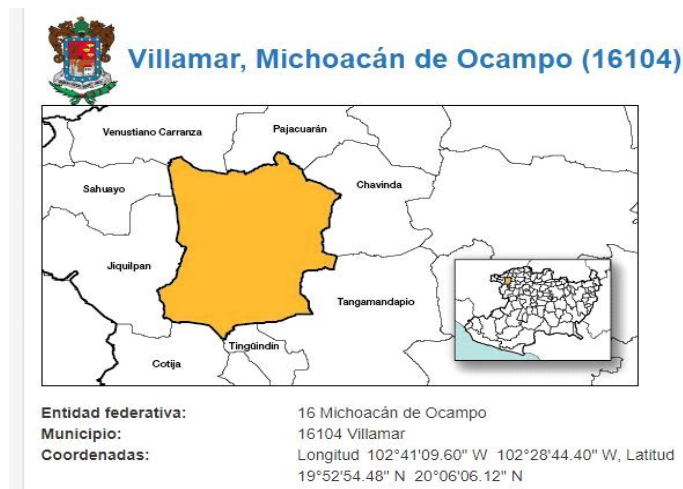 Villamar, Michoacán de Ocampo (16104)
Venustiano Carranza
Pajacuarán
Sahuayo
Chavinda
Jiquilpan
Tangamandapio
Tingüindín
Cotija
Entidad federativa: 16 Michoacán de Ocampo
Municipio: 16104 Villamar
Coordenadas: Longitud 102°41'09.60" W 102°28'44.40" W, Latitud
19°52'54.48" N 20°06'06.12" N